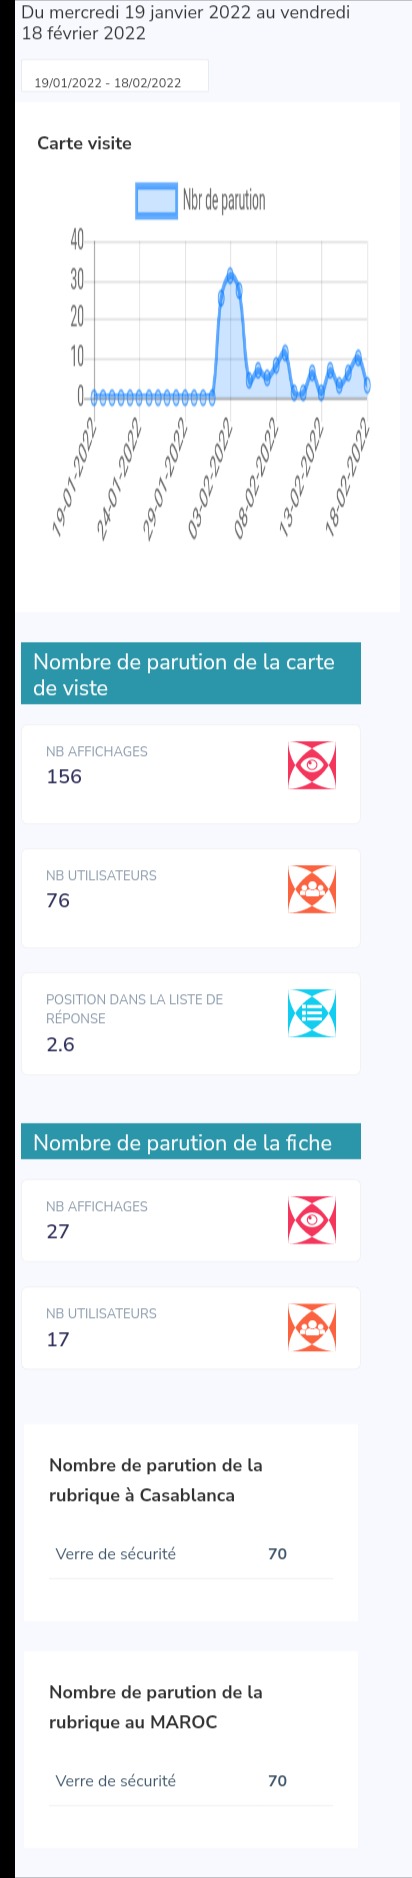 Du mercredi 19 janvier 2022 au vendredi
18 février 2022
19/01/2022 - 18/02/2022
Carte visite
Nbr de parution
40
30
20
10
0
19-01-2022
24-01-2022
29-01-2022
03-02-2022
08-02-2022
13-02-2022
18-02-2022
Nombre de parution de la carte
de viste
NB AFFICHAGES
156
NB UTILISATEURS
76
POSITION DANS LA LISTE DE
RÉPONSE
2.6
Nombre de parution de la fiche
NB AFFICHAGES
27
NB UTILISATEURS
17
Nombre de parution de la
rubrique à Casablanca
Verre de sécurité 70
Nombre de parution de la
rubrique au MAROC
Verre de sécurité 70